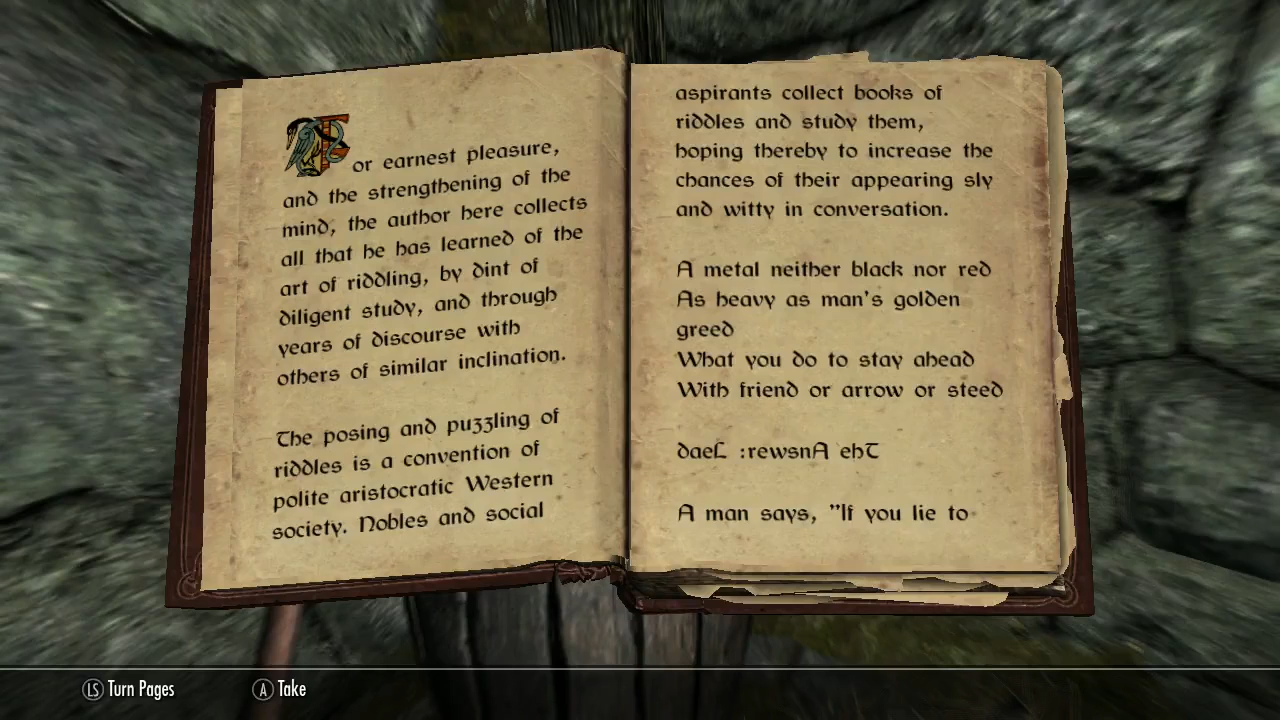 For earnest pleasure,
and the strengthening of the
mind, the author here collects
all that he has learned of the
art of riddling, by dint of
diligent study, and through
years of discourse with
others of similar inclination.
The posing and puzzling of
riddles is a convention of
polite aristocratic Western
society. Nobles and social
aspirants collect books of
riddles and study them,
hoping thereby to increase the
chances of their appearing sly
and witty in conversation.
A metal neither black nor red
As heavy as man's golden
greed
What you do to stay ahead
With friend or arrow or steed
daeL :rewsnA ehT
A man says, "If you lie to
LS Turn Pages
A Take